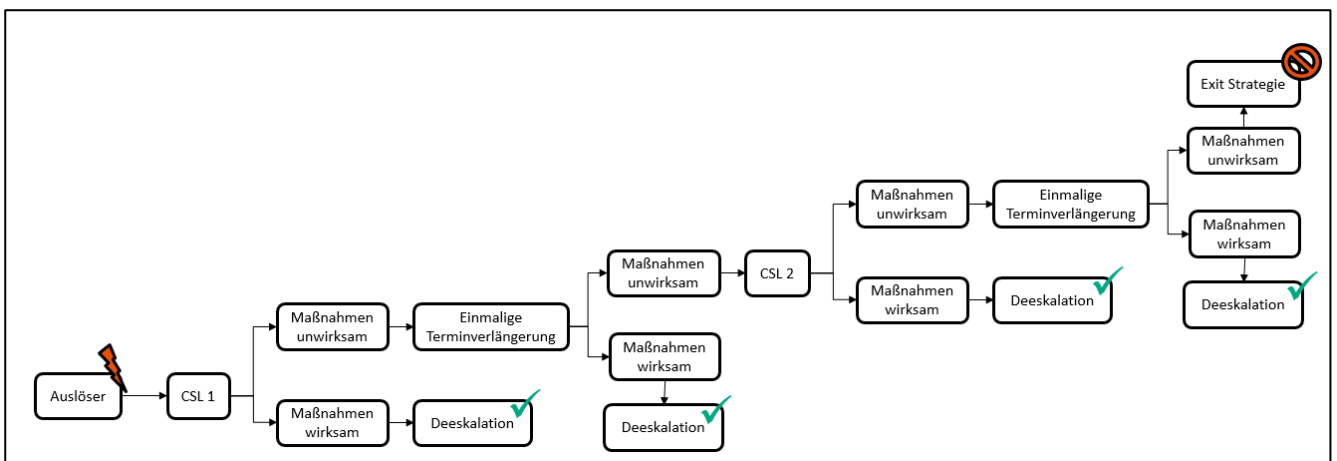 Auslöser
CSL 1
Maßnahmen
unwirksam
Einmalige
Terminverlängerung
Maßnahmen
wirksam
Deeskalation
Maßnahmen
unwirksam
CSL 2
Maßnahmen
wirksam
Deeskalation
Maßnahmen
unwirksam
Einmalige
Terminverlängerung
Maßnahmen
wirksam
Deeskalation
Exit Strategie
Maßnahmen
unwirksam
Maßnahmen
wirksam
Deeskalation